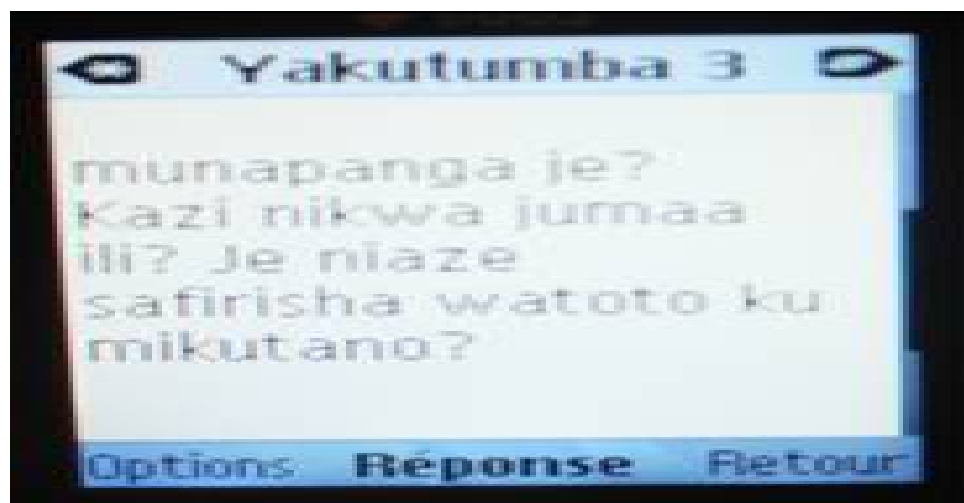 Yakutumba 3
munapanga je?
Kazi nikwa jumaa
ili? Je niaze
safirisha watoto ku
mikutano?
Options Réponse Retour